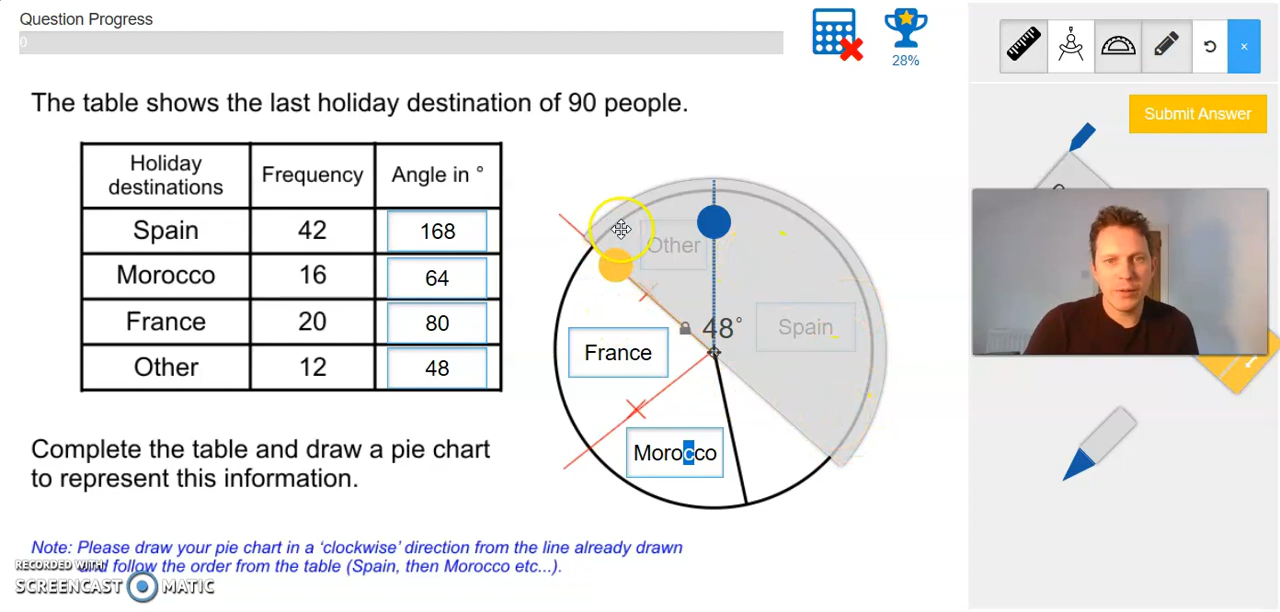 Question Progress
0
28%
The table shows the last holiday destination of 90 people.
Submit Answer
Holiday destinations Frequency Angle in °
Spain 42 168
Morocco 16 64
France 20 80
Other 12 48
Other
Spain
48°
France
Morocco
Complete the table and draw a pie chart
to represent this information.
Note: Please draw your pie chart in a 'clockwise' direction from the line already drawn
and follow the order from the table (Spain, then Morocco etc...).
RECORDED WITH
SCREENCAST MATIC